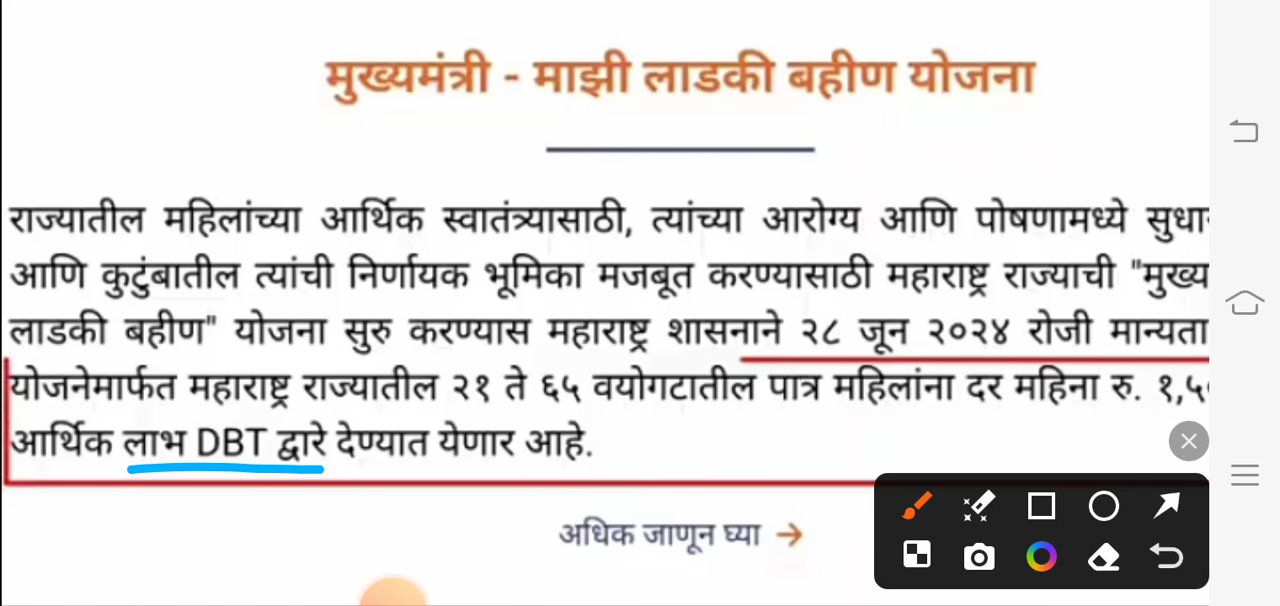 मुख्यमंत्री - माझी लाडकी बहीण योजना
राज्यातील महिलांच्या आर्थिक स्वातंत्र्यासाठी, त्यांच्या आरोग्य आणि पोषणामध्ये
आणि कुटुंबातील त्यांची निर्णायक भूमिका मजबूत करण्यासाठी महाराष्ट्र राज्याची "मुख्य
लाडकी बहीण" योजना सुरु करण्यास महाराष्ट्र शासनाने २८ जून २०२४ रोजी मान्यता
योजनेमार्फत महाराष्ट्र राज्यातील २१ ते ६५ वयोगटातील पात्र महिलांना दर महिना रु.
आर्थिक लाभ DBT द्वारे देण्यात येणार आहे.
अधिक जाणून घ्या →